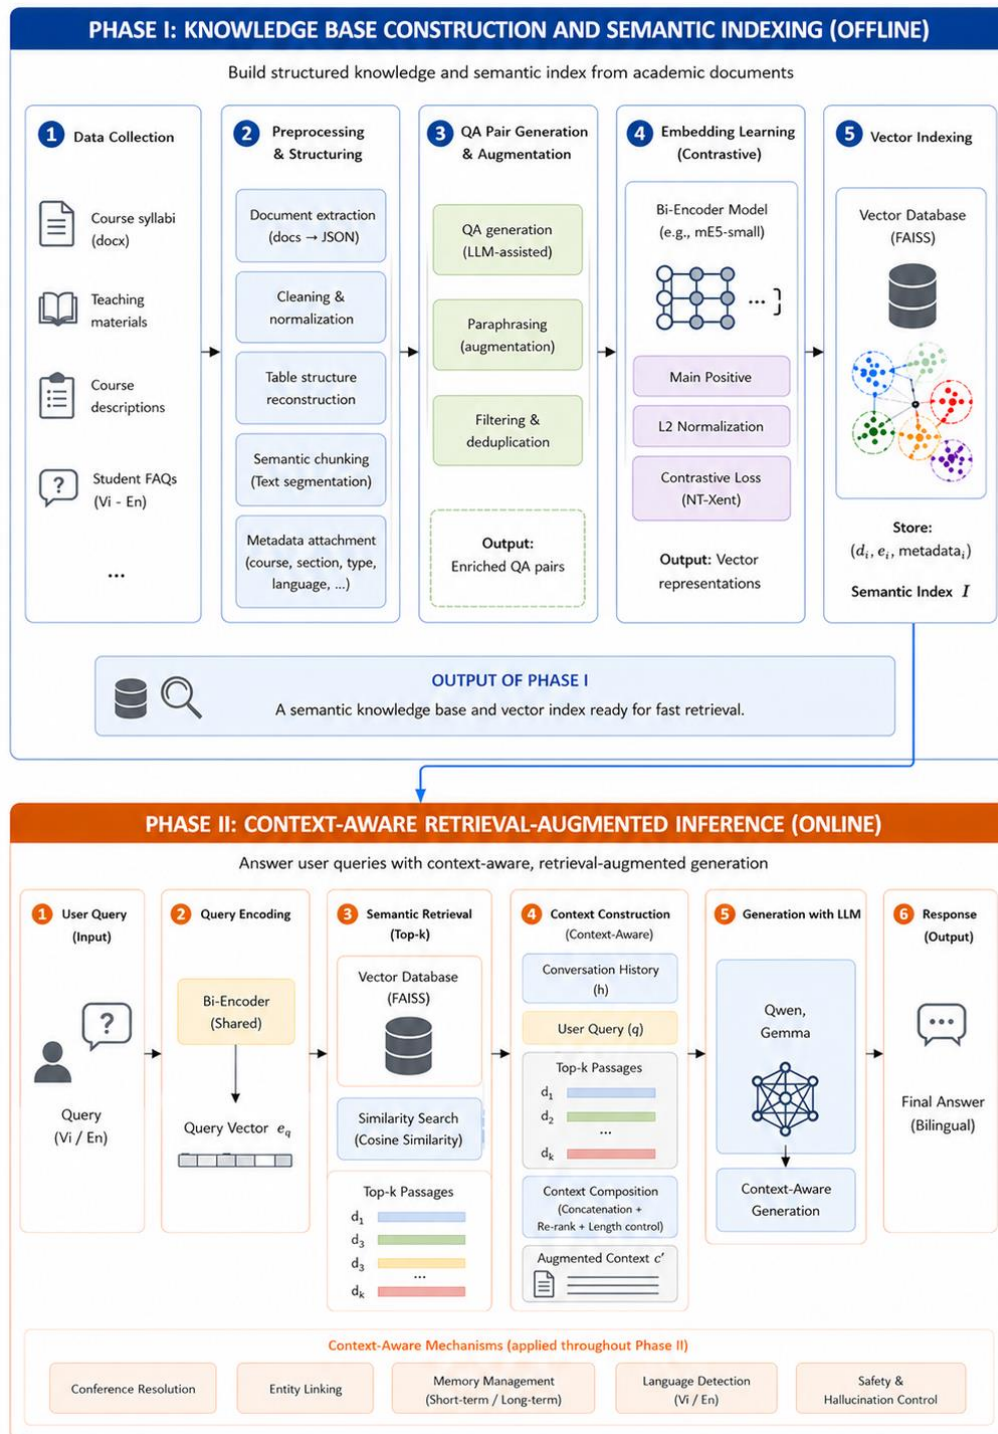 PHASE I: KNOWLEDGE BASE CONSTRUCTION AND SEMANTIC INDEXING (OFFLINE)
Build structured knowledge and semantic index from academic documents
1 Data Collection
Course syllabi
(docx)
Teaching
materials
Course
descriptions
?
Student FAQs
(Vi - En)
...
2 Preprocessing
& Structuring
Document extraction
(docs → JSON)
Cleaning &
normalization
Table structure
reconstruction
Semantic chunking
(Text segmentation)
Metadata attachment
(course, section, type,
language, ...)
3 QA Pair Generation
& Augmentation
QA generation
(LLM-assisted)
Paraphrasing
(augmentation)
Filtering &
deduplication
Output:
Enriched QA pairs
4 Embedding Learning
(Contrastive)
Bi-Encoder Model
(e.g., mE5-small)
... }
Main Positive
L2 Normalization
Contrastive Loss
(NT-Xent)
Output: Vector
representations
5 Vector Indexing
Vector Database
(FAISS)
Store:
(dᵢ, eᵢ, metadataᵢ)
Semantic Index I
OUTPUT OF PHASE I
A semantic knowledge base and vector index ready for fast retrieval.
PHASE II: CONTEXT-AWARE RETRIEVAL-AUGMENTED INFERENCE (ONLINE)
Answer user queries with context-aware, retrieval-augmented generation
1 User Query
(Input)
?
Query
(Vi / En)
2 Query Encoding
Bi-Encoder
(Shared)
Query Vector e_q
3 Semantic Retrieval
(Top-k)
Vector Database
(FAISS)
Similarity Search
(Cosine Similarity)
Top-k Passages
d₁
d₃
d₃
...
dₖ
4 Context Construction
(Context-Aware)
Conversation History
(h)
User Query (q)
Top-k Passages
d₁
d₂
...
dₖ
Context Composition
(Concatenation +
Re-rank + Length control)
Augmented Context c′
5 Generation with LLM
Qwen,
Gemma
Context-Aware
Generation
6 Response
(Output)
...
Final Answer
(Bilingual)
Context-Aware Mechanisms (applied throughout Phase II)
Conference Resolution
Entity Linking
Memory Management
(Short-term / Long-term)
Language Detection
(Vi / En)
Safety &
Hallucination Control